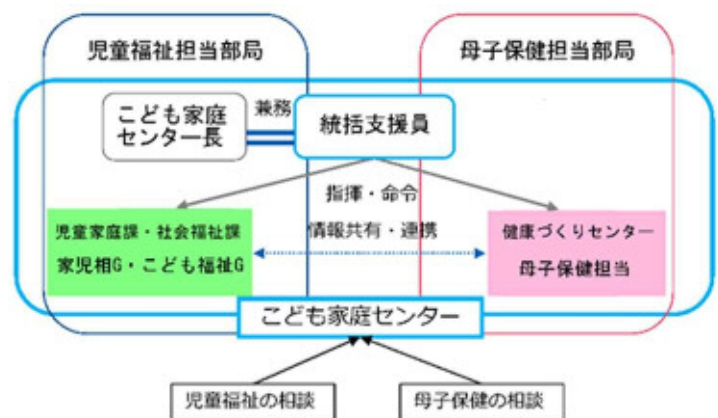 児童福祉担当部局
母子保健担当部局
こども家庭
センター長
兼務
統括支援員
指揮・命令
児童家庭課・社会福祉課
家児相G・こども福祉G
情報共有・連携
健康づくりセンター
母子保健担当
こども家庭センター
児童福祉の相談
母子保健の相談